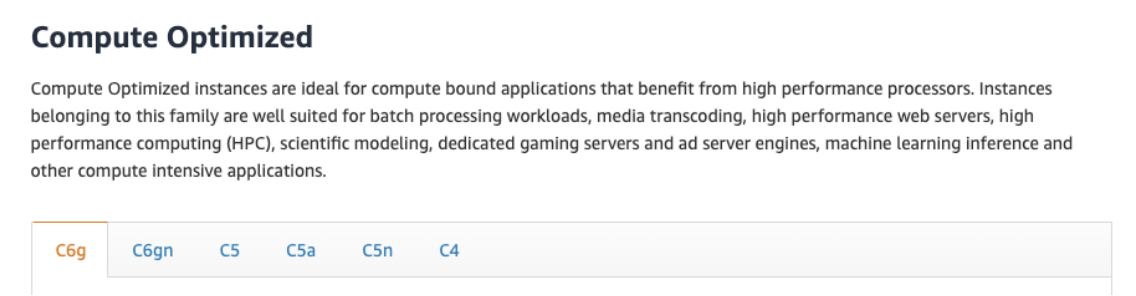 Compute Optimized
Compute Optimized instances are ideal for compute bound applications that benefit from high performance processors. Instances
belonging to this family are well suited for batch processing workloads, media transcoding, high performance web servers, high
performance computing (HPC), scientific modeling, dedicated gaming servers and ad server engines, machine learning inference and
other compute intensive applications.
C6g C6gn C5 C5a C5n C4